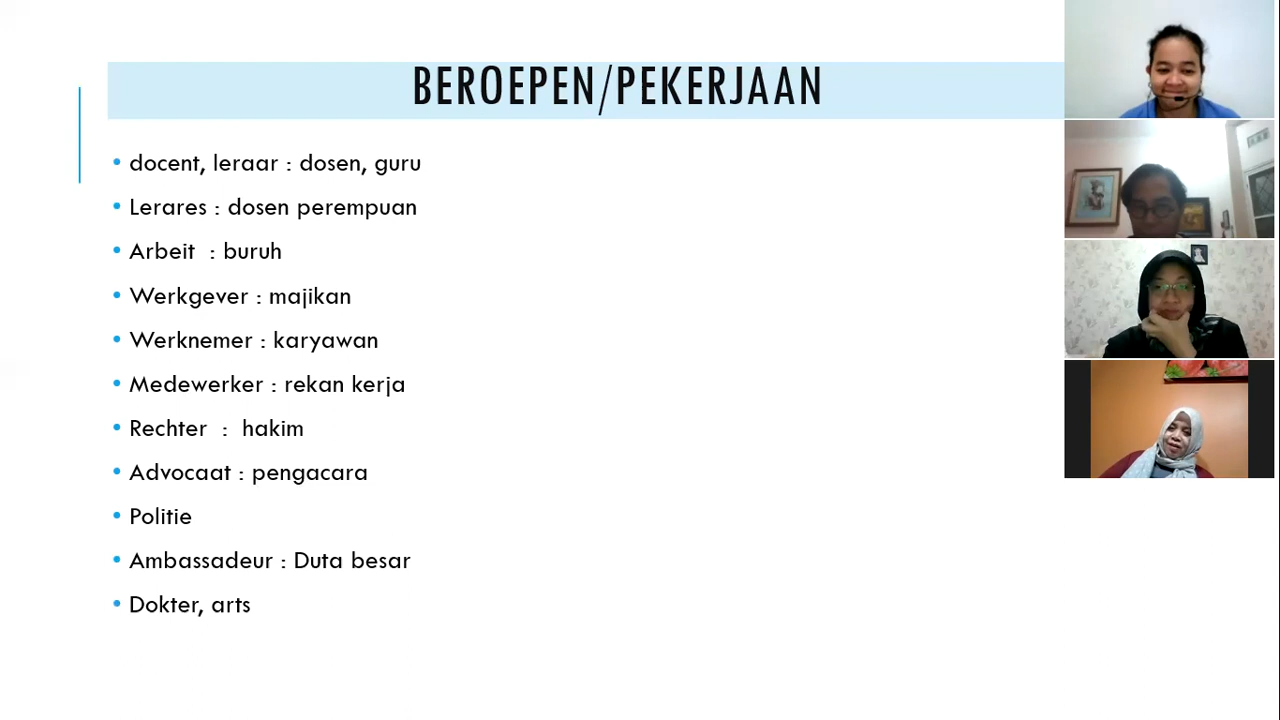 BEROEPEN/PEKERJAAN
docent, leraar : dosen, guru
Lerares : dosen perempuan
Arbeit : buruh
Werkgever : majikan
Werknemer : karyawan
Medewerker : rekan kerja
Rechter : hakim
Advocaat : pengacara
Politie
Ambassadeur : Duta besar
Dokter, arts